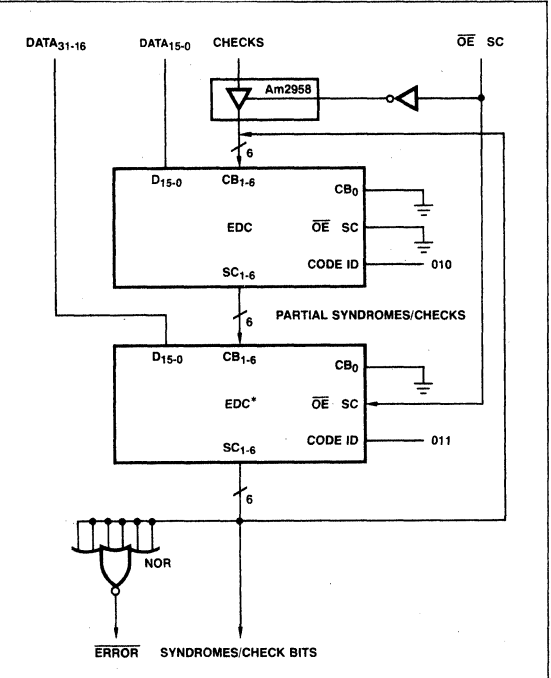 DATA31-16 DATA15-0 CHECKS OE SC
Am2958
6
D15-0 CB1-6 CB0
EDC OE SC
SC1-6 CODE ID 010
6 PARTIAL SYNDROMES/CHECKS
D15-0 CB1-6 CB0
EDC* OE SC
SC1-6 CODE ID 011
6
NOR
ERROR SYNDROMES/CHECK BITS